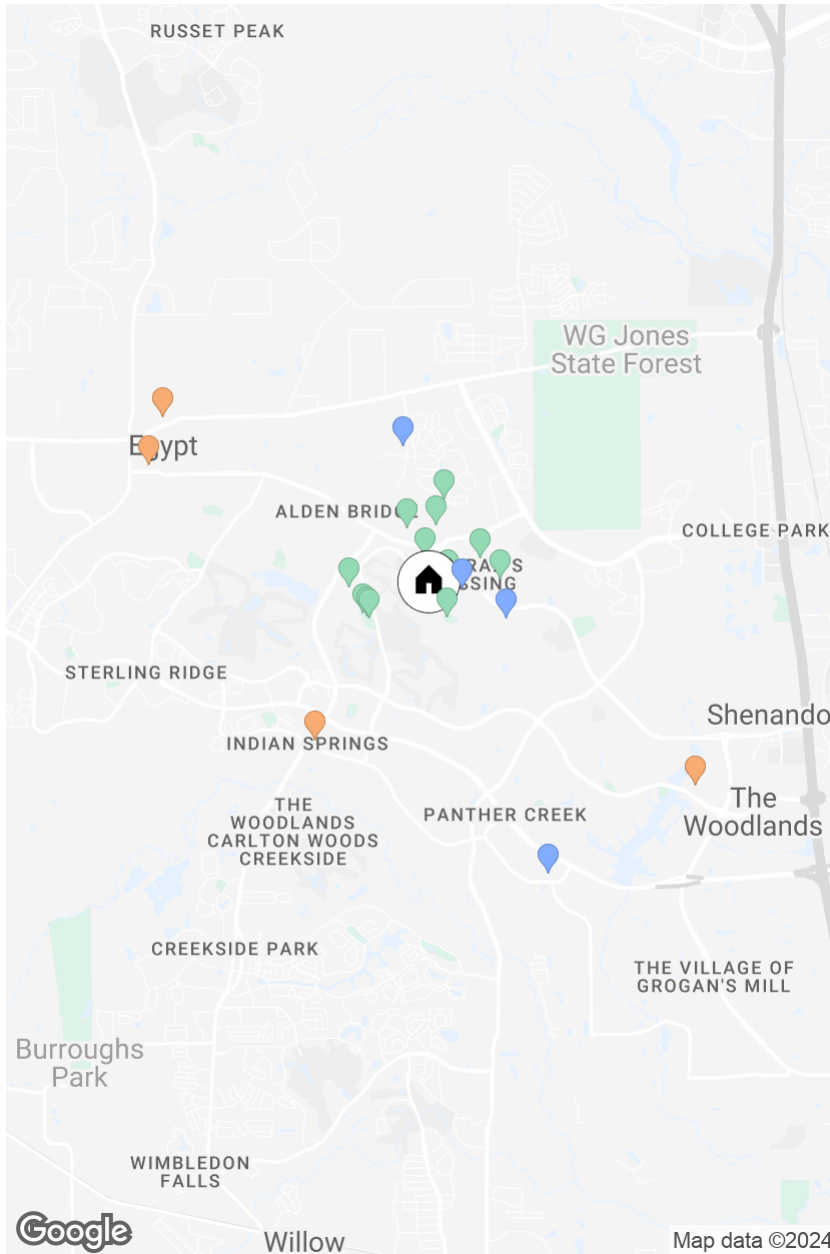 RUSSET PEAK
WG Jones
State Forest
Egypt
ALDEN BRIDGE
COLLEGE PARK
SSING
STERLING RIDGE
Shenando
INDIAN SPRINGS
THE
WOODLANDS
CARLTON WOODS
CREEKSIDE
PANTHER CREEK
The
Woodlands
CREEKSIDE PARK
THE VILLAGE OF
GROGAN'S MILL
Burroughs
Park
WIMBLEDON
FALLS
Google
Willow
Map data ©2024